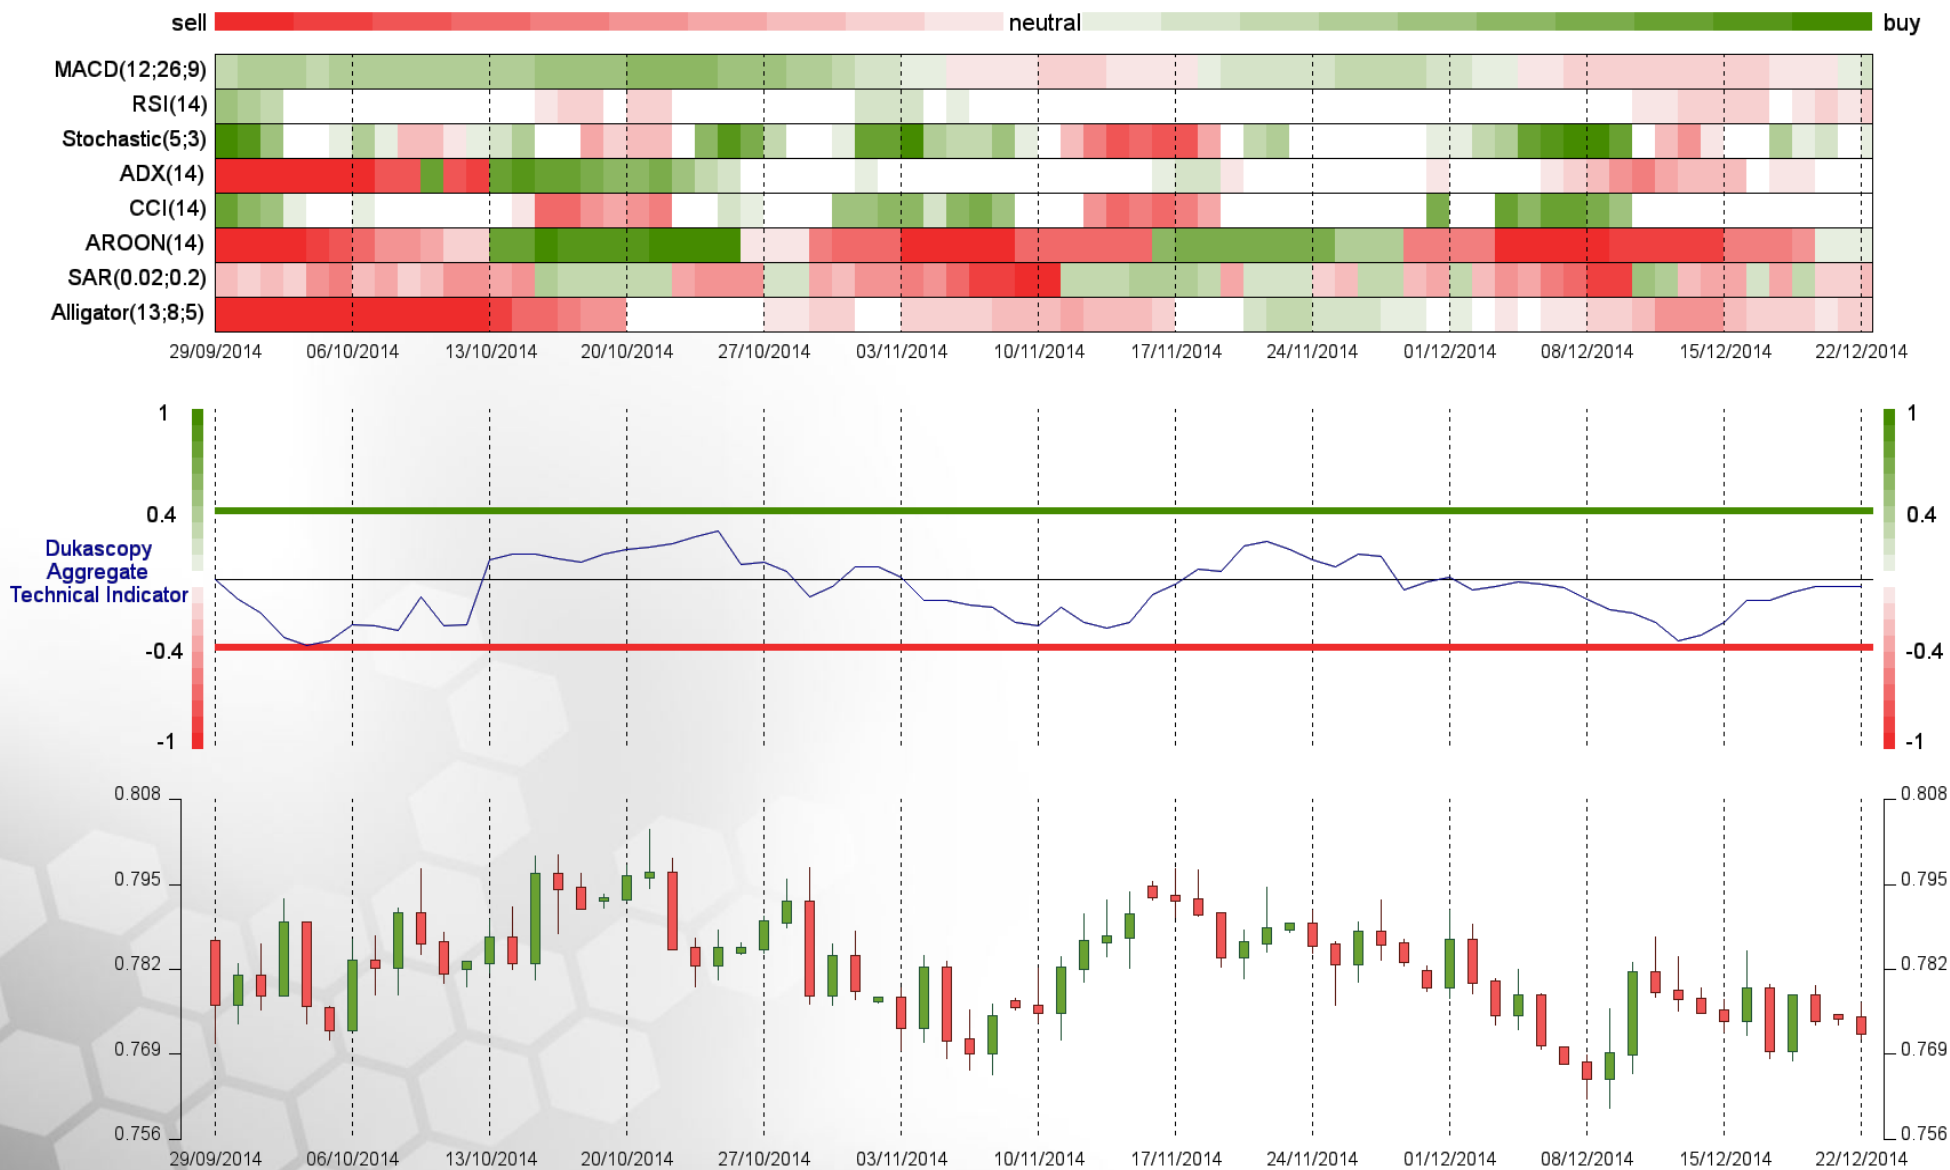 sell neutral buy
MACD(12;26;9)
RSI(14)
Stochastic(5;3)
ADX(14)
CCI(14)
AROON(14)
SAR(0.02;0.2)
Alligator(13;8;5)
29/09/2014 06/10/2014 13/10/2014 20/10/2014 27/10/2014 03/11/2014 10/11/2014 17/11/2014 24/11/2014 01/12/2014 08/12/2014 15/12/2014 22/12/2014
1 1
0.4 0.4
Dukascopy
Aggregate
Technical Indicator
-0.4 -0.4
-1 -1
0.808 0.808
0.795 0.795
0.782 0.782
0.769 0.769
0.756 0.756
29/09/2014 06/10/2014 13/10/2014 20/10/2014 27/10/2014 03/11/2014 10/11/2014 17/11/2014 24/11/2014 01/12/2014 08/12/2014 15/12/2014 22/12/2014